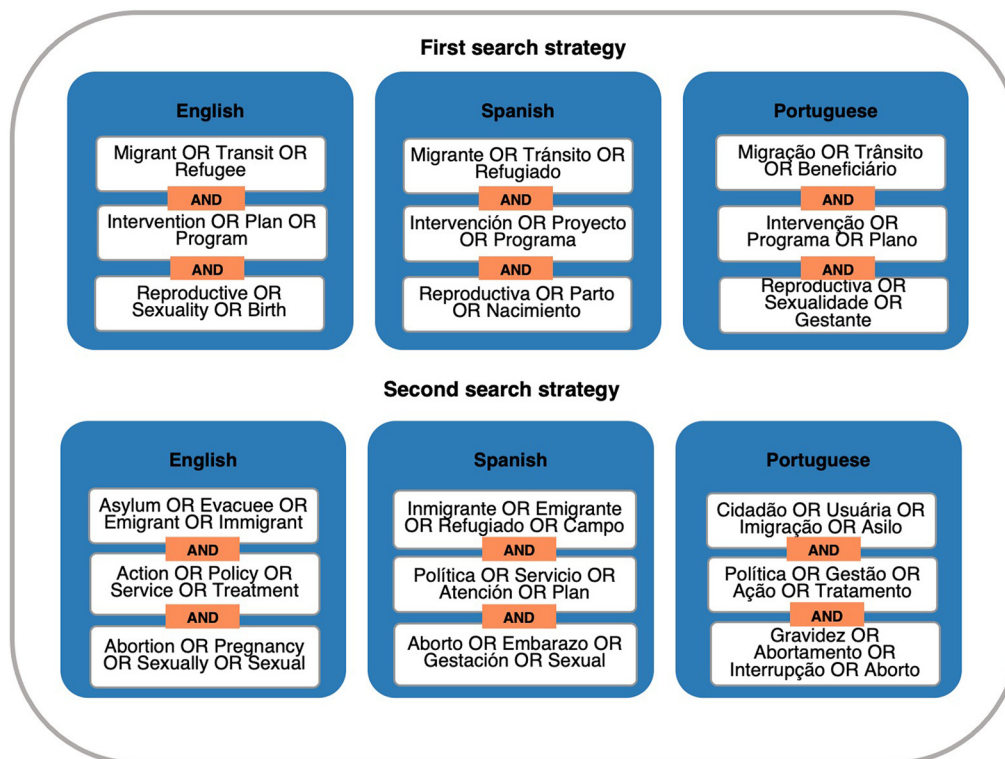 First search strategy
English
Migrant OR Transit OR
Refugee
AND
Intervention OR Plan OR
Program
AND
Reproductive OR
Sexuality OR Birth
Spanish
Migrante OR Tránsito OR
Refugiado
AND
Intervención OR Proyecto
OR Programa
AND
Reproductiva OR Parto
OR Nacimiento
Portuguese
Migração OR Trânsito
OR Beneficiário
AND
Intervenção OR
Programa OR Plano
AND
Reproductiva OR
Sexualidade OR
Gestante
Second search strategy
English
Asylum OR Evacuee OR
Emigrant OR Immigrant
AND
Action OR Policy OR
Service OR Treatment
AND
Abortion OR Pregnancy
OR Sexually OR Sexual
Spanish
Inmigrante OR Emigrante
OR Refugiado OR Campo
AND
Política OR Servicio OR
Atención OR Plan
AND
Aborto OR Embarazo OR
Gestación OR Sexual
Portuguese
Cidadão OR Usuária OR
Imigração OR Asilo
AND
Política OR Gestão OR
Ação OR Tratamento
AND
Gravidez OR
Abortamento OR
Interrupção OR Aborto